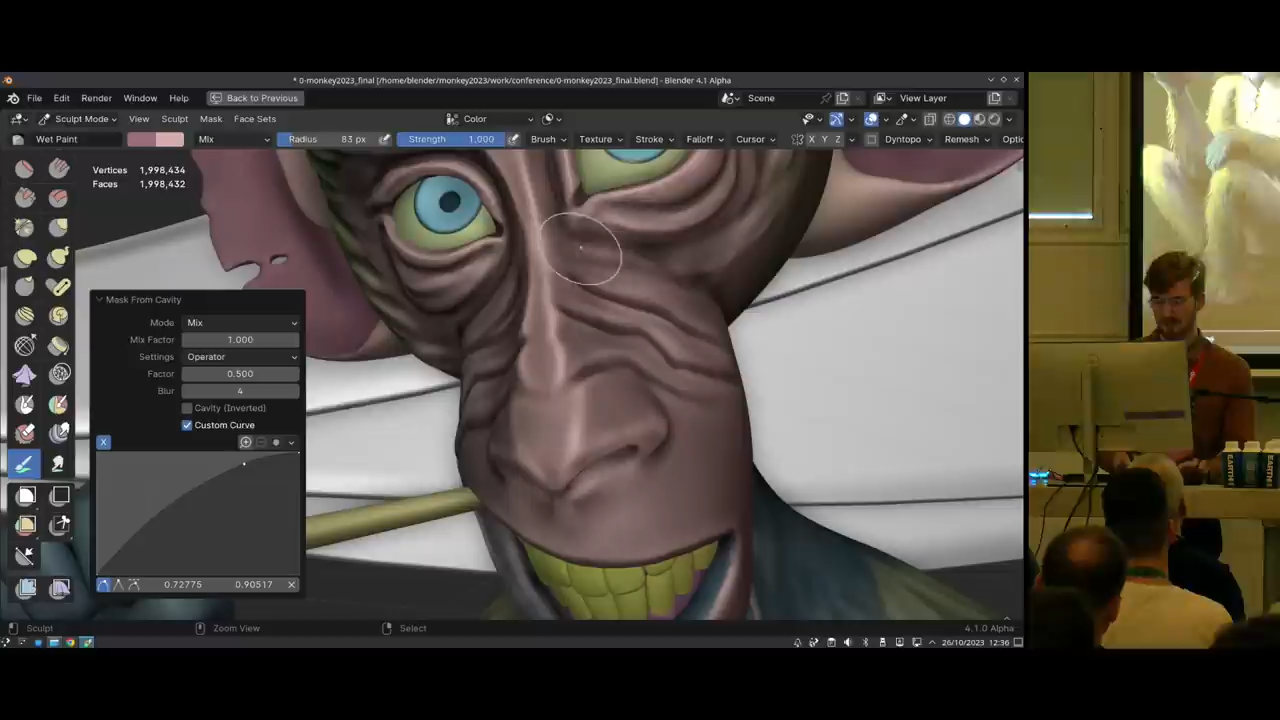 * 0-monkey2023_final [/home/blender/monkey2023/work/conference/0-monkey2023_final.blend] - Blender 4.1 Alpha
File Edit Render Window Help Back to Previous Scene View Layer
Sculpt Mode View Sculpt Mask Face Sets Color
Wet Paint Mix Radius 83 px Strength 1.000 Brush Texture Stroke Falloff Cursor X Y Z Dyntopo Remesh Optic
Vertices 1,998,434
Faces 1,998,432
Mask From Cavity
Mode Mix
Mix Factor 1.000
Settings Operator
Factor 0.500
Blur 4
Cavity (Inverted)
Custom Curve
X
0.72775 0.90517
Sculpt Zoom View Select 4.1.0 Alpha
26/10/2023 12:36